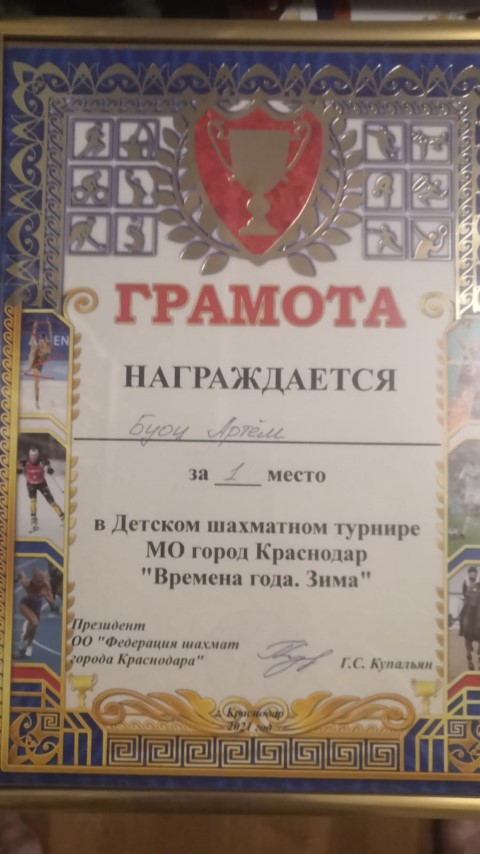 ГРАМОТА
НАГРАЖДАЕТСЯ
Артём
за 1 место
в Детском шахматном турнире
МО город Краснодар
"Времена года. Зима"
Президент
ОО "Федерация шахмат
города Краснодара"
Г.С. Купальян
г. Краснодар
2021 год